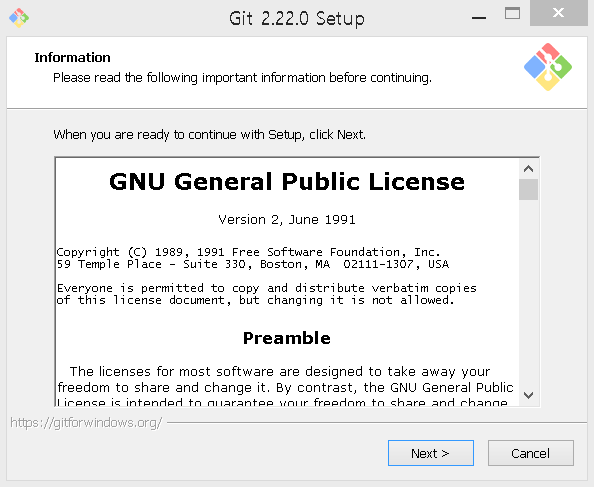 Git 2.22.0 Setup
Information
Please read the following important information before continuing.
When you are ready to continue with Setup, click Next.
GNU General Public License
Version 2, June 1991
Copyright (C) 1989, 1991 Free Software Foundation, Inc.
59 Temple Place - Suite 330, Boston, MA  02111-1307, USA
Everyone is permitted to copy and distribute verbatim copies
of this license document, but changing it is not allowed.
Preamble
The licenses for most software are designed to take away your
freedom to share and change it. By contrast, the GNU General Public
License is intended to guarantee your freedom to share and change
https://gitforwindows.org/
Next >
Cancel